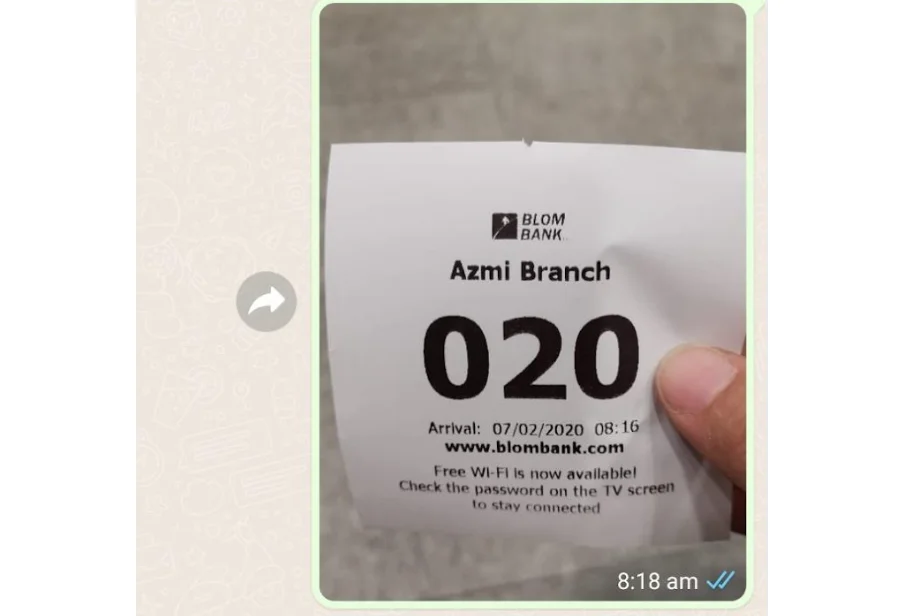 BLOM
BANK
Azmi Branch
020
Arrival: 07/02/2020 08:16
www.blombank.com
Free Wi-Fi is now available!
Check the password on the TV screen
to stay connected
8:18 am